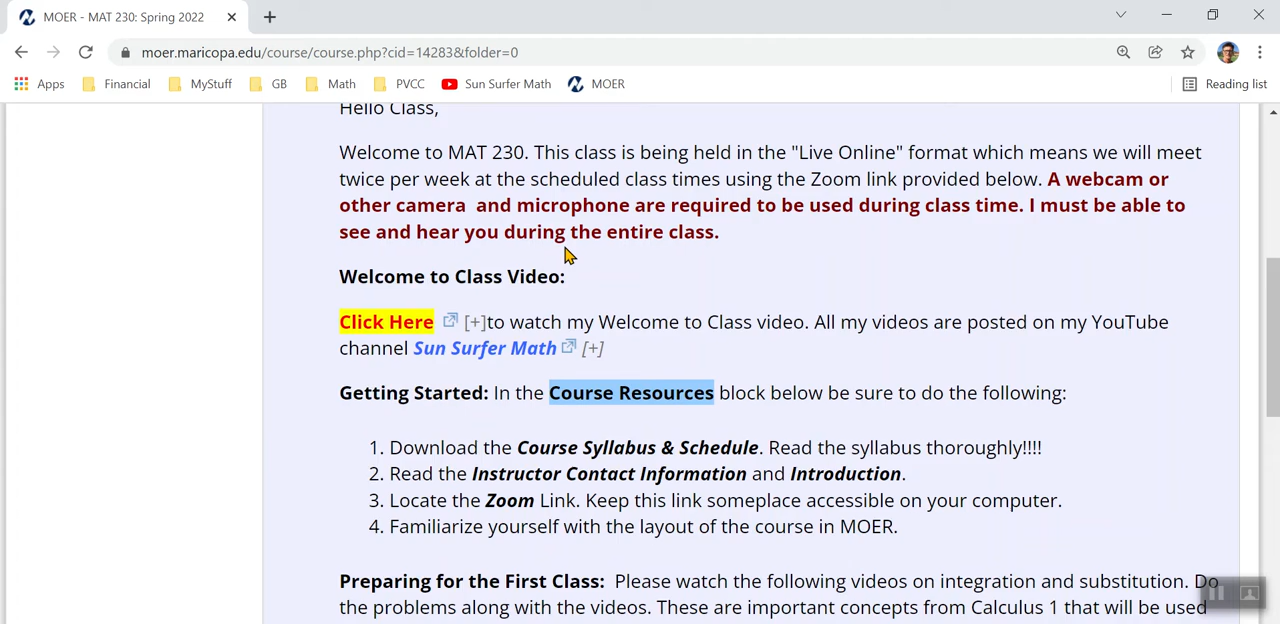 MOER - MAT 230: Spring 2022
moer.maricopa.edu/course/course.php?cid=14283&folder=0
Apps Financial MyStuff GB Math PVCC Sun Surfer Math MOER Reading list
Hello Class,
Welcome to MAT 230. This class is being held in the "Live Online" format which means we will meet
twice per week at the scheduled class times using the Zoom link provided below. A webcam or
other camera and microphone are required to be used during class time. I must be able to
see and hear you during the entire class.
Welcome to Class Video:
Click Here [+]to watch my Welcome to Class video. All my videos are posted on my YouTube
channel Sun Surfer Math [+]
Getting Started: In the Course Resources block below be sure to do the following:
1. Download the Course Syllabus & Schedule. Read the syllabus thoroughly!!!!
2. Read the Instructor Contact Information and Introduction.
3. Locate the Zoom Link. Keep this link someplace accessible on your computer.
4. Familiarize yourself with the layout of the course in MOER.
Preparing for the First Class: Please watch the following videos on integration and substitution. Do
the problems along with the videos. These are important concepts from Calculus 1 that will be used